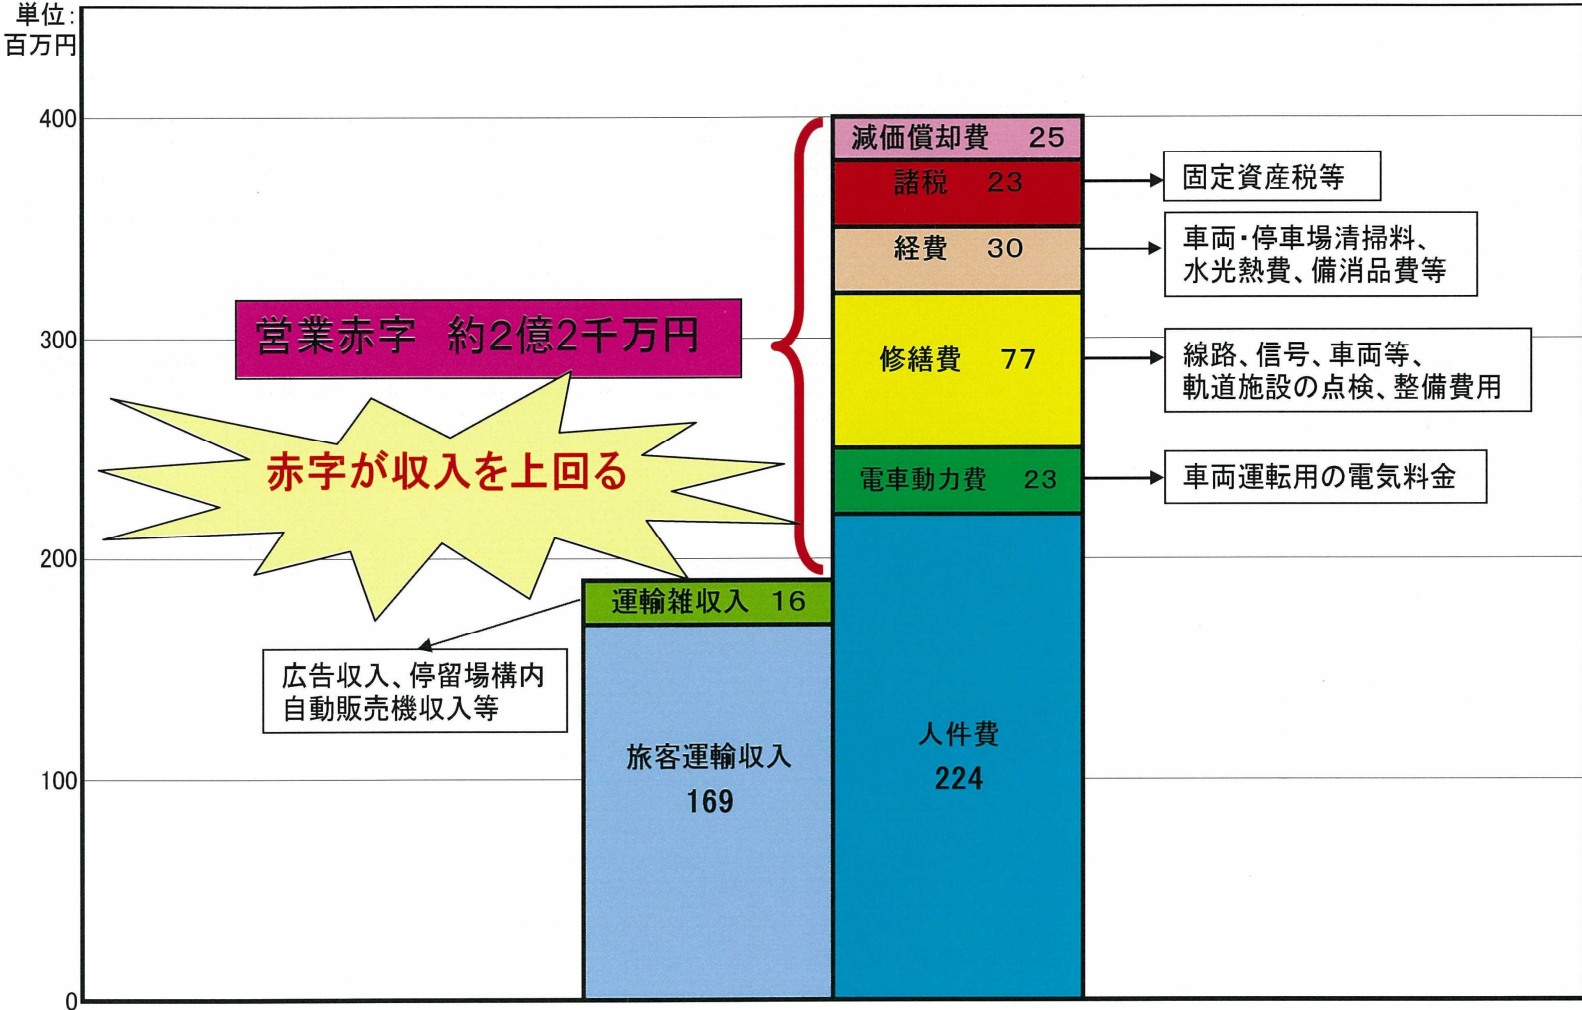 単位:
百万円
400
300
200
100
0
減価償却費 25
諸税 23
経費 30
修繕費 77
電車動力費 23
人件費
224
運輸雑収入 16
旅客運輸収入
169
固定資産税等
車両・停車場清掃料、
水光熱費、備消品費等
線路、信号、車両等、
軌道施設の点検、整備費用
車両運転用の電気料金
営業赤字 約2億2千万円
赤字が収入を上回る
広告収入、停留場構内
自動販売機収入等